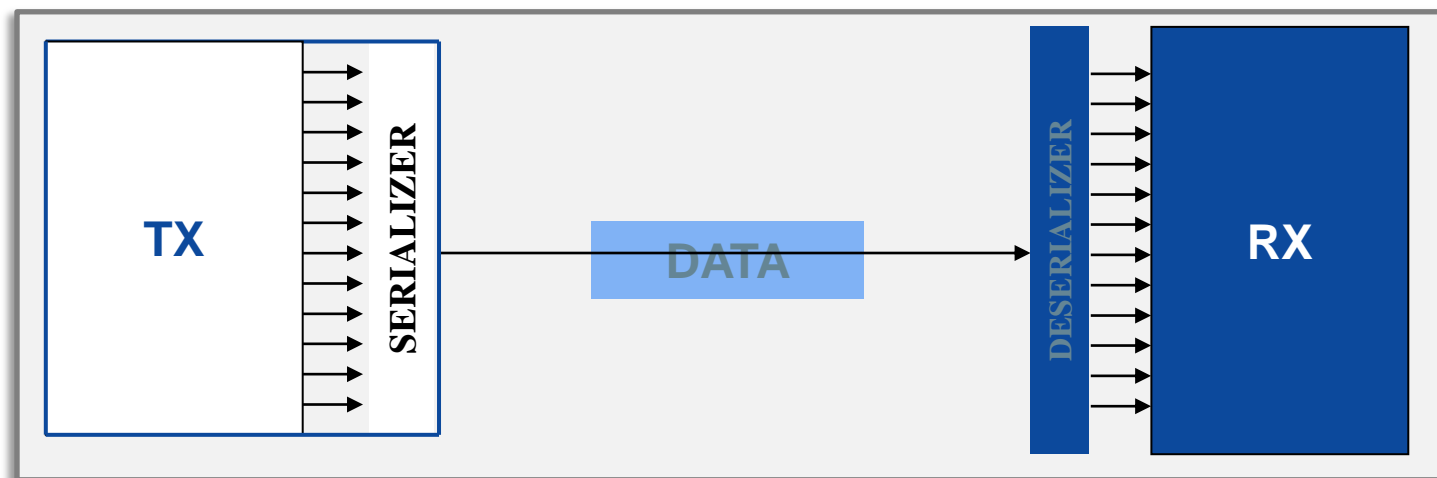 TX
SERIALIZER
DATA
DESERIALIZER
RX